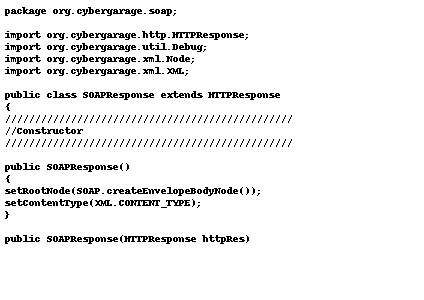 package org.cybergarage.soap;
import org.cybergarage.http.HTTPResponse;
import org.cybergarage.util.Debug;
import org.cybergarage.xml.Node;
import org.cybergarage.xml.XML;
public class SOAPResponse extends HTTPResponse
{
////////////////////////////////////////////////
//Constructor
////////////////////////////////////////////////
public SOAPResponse()
{
setRootNode(SOAP.createEnvelopeBodyNode());
setContentType(XML.CONTENT_TYPE);
}
public SOAPResponse(HTTPResponse httpRes)